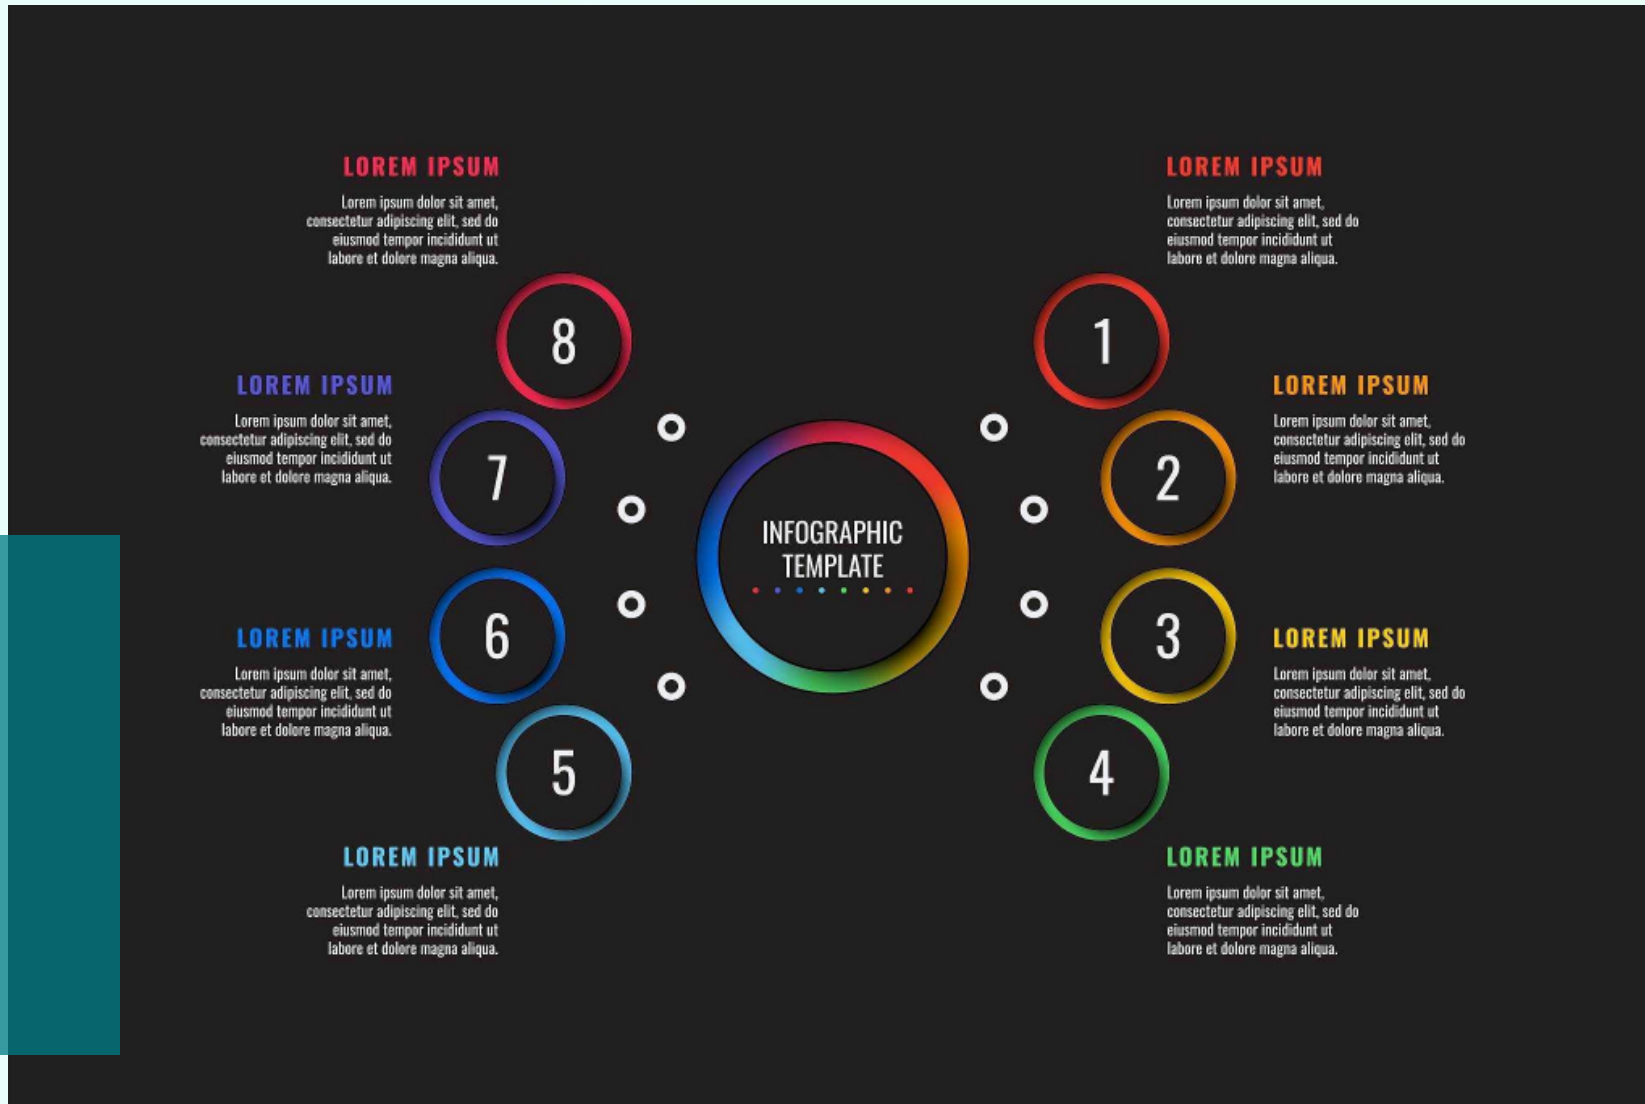 LOREM IPSUM
Lorem ipsum dolor sit amet,
consectetur adipiscing elit, sed do
eiusmod tempor incididunt ut
labore et dolore magna aliqua.
8
LOREM IPSUM
Lorem ipsum dolor sit amet,
consectetur adipiscing elit, sed do
eiusmod tempor incididunt ut
labore et dolore magna aliqua.
7
LOREM IPSUM
Lorem ipsum dolor sit amet,
consectetur adipiscing elit, sed do
eiusmod tempor incididunt ut
labore et dolore magna aliqua.
6
5
LOREM IPSUM
Lorem ipsum dolor sit amet,
consectetur adipiscing elit, sed do
eiusmod tempor incididunt ut
labore et dolore magna aliqua.
INFOGRAPHIC
TEMPLATE
LOREM IPSUM
Lorem ipsum dolor sit amet,
consectetur adipiscing elit, sed do
eiusmod tempor incididunt ut
labore et dolore magna aliqua.
1
LOREM IPSUM
Lorem ipsum dolor sit amet,
consectetur adipiscing elit, sed do
eiusmod tempor incididunt ut
labore et dolore magna aliqua.
2
3
LOREM IPSUM
Lorem ipsum dolor sit amet,
consectetur adipiscing elit, sed do
eiusmod tempor incididunt ut
labore et dolore magna aliqua.
4
LOREM IPSUM
Lorem ipsum dolor sit amet,
consectetur adipiscing elit, sed do
eiusmod tempor incididunt ut
labore et dolore magna aliqua.